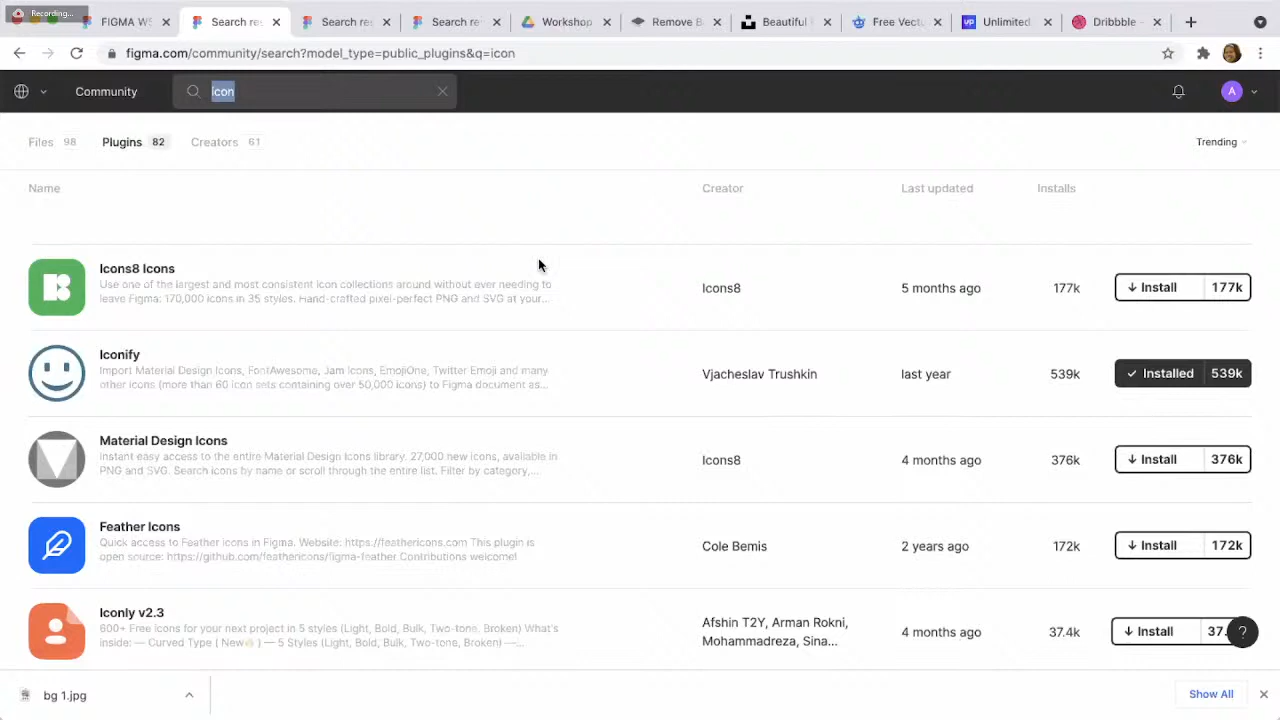 Recording...
FIGMA WS
Search res
Search res
Search re
Workshop
Remove B
Beautiful
Free Vectu
Unlimited
Dribbble -
figma.com/community/search?model_type=public_plugins&q=icon
Community
icon
A
Files 98
Plugins 82
Creators 61
Trending
Name
Creator
Last updated
Installs
Icons8 Icons
Use one of the largest and most consistent icon collections around without ever needing to
leave Figma: 170,000 icons in 35 styles. Hand-crafted pixel-perfect PNG and SVG at your...
Icons8
5 months ago
177k
Install 177k
Iconify
Import Material Design Icons, FontAwesome, Jam Icons, EmojiOne, Twitter Emoji and many
other icons (more than 60 icon sets containing over 50,000 icons) to Figma document as...
Vjacheslav Trushkin
last year
539k
Installed 539k
Material Design Icons
Instant easy access to the entire Material Design Icons library. 27,000 new icons, available in
PNG and SVG. Search icons by name or scroll through the entire list. Filter by category,...
Icons8
4 months ago
376k
Install 376k
Feather Icons
Quick access to Feather icons in Figma. Website: https://feathericons.com This plugin is
open source: https://github.com/feathericons/figma-feather Contributions welcome!
Cole Bemis
2 years ago
172k
Install 172k
Iconly v2.3
600+ Free Icons for your next project in 5 styles (Light, Bold, Bulk, Two-tone, Broken) What's
inside: — Curved Type ( New🔥) — 5 Styles (Light, Bold, Bulk, Two-tone, Broken) —...
Afshin T2Y, Arman Rokni,
Mohammadreza, Sina...
4 months ago
37.4k
Install 37.
?
bg 1.jpg
Show All